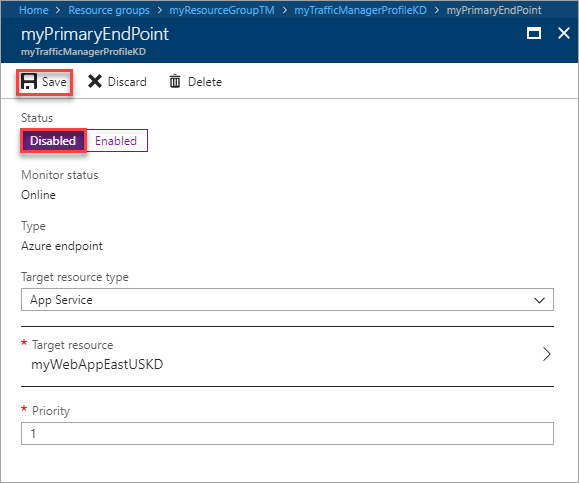 Home > Resource groups > myResourceGroupTM > myTrafficManagerProfileKD > myPrimaryEndPoint
myPrimaryEndPoint
myTrafficManagerProfileKD
Save Discard Delete
Status
Disabled Enabled
Monitor status
Online
Type
Azure endpoint
Target resource type
App Service
* Target resource
myWebAppEastUSKD
* Priority
1